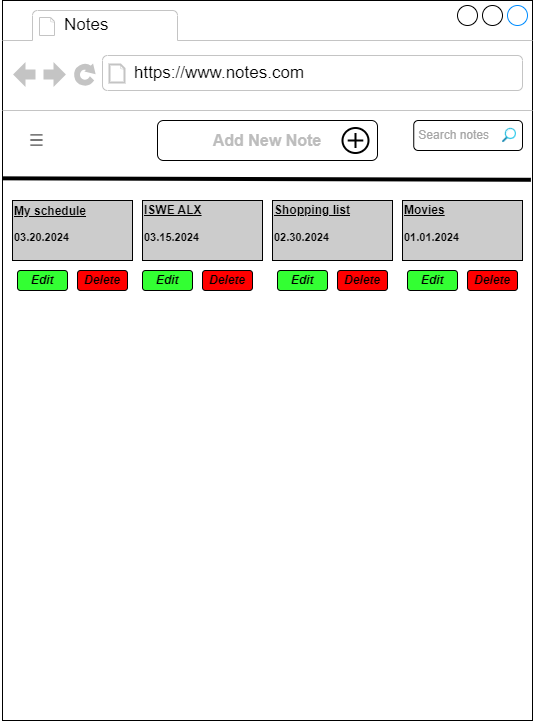 Notes
https://www.notes.com
Add New Note
Search notes
My schedule
03.20.2024
ISWE ALX
03.15.2024
Shopping list
02.30.2024
Movies
01.01.2024
Edit
Delete
Edit
Delete
Edit
Delete
Edit
Delete